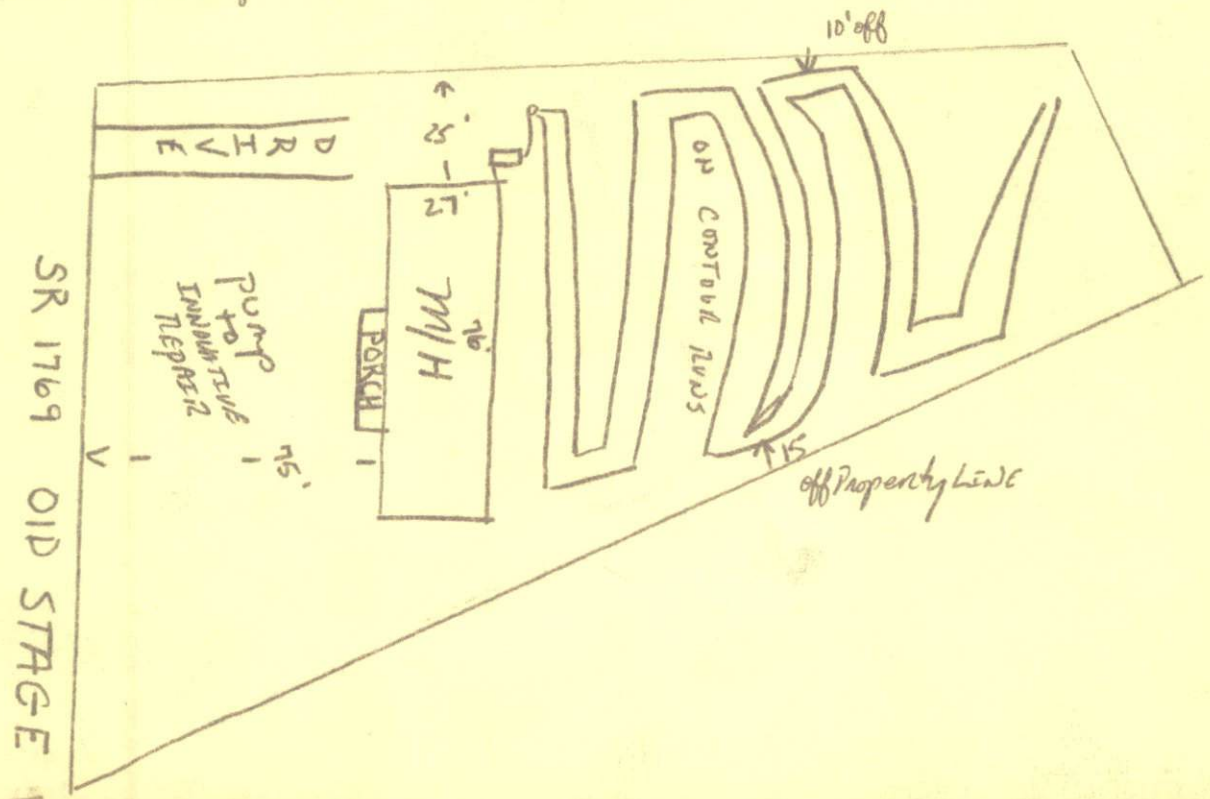 10' off
DRIVE
25'
27'
76'
M/H
PORCH
PUMP
to
INNOVATIVE
REPAIR
75'
ON CONTOUR RUNS
15
off Property LINE
SR 1769 OlD STAGE